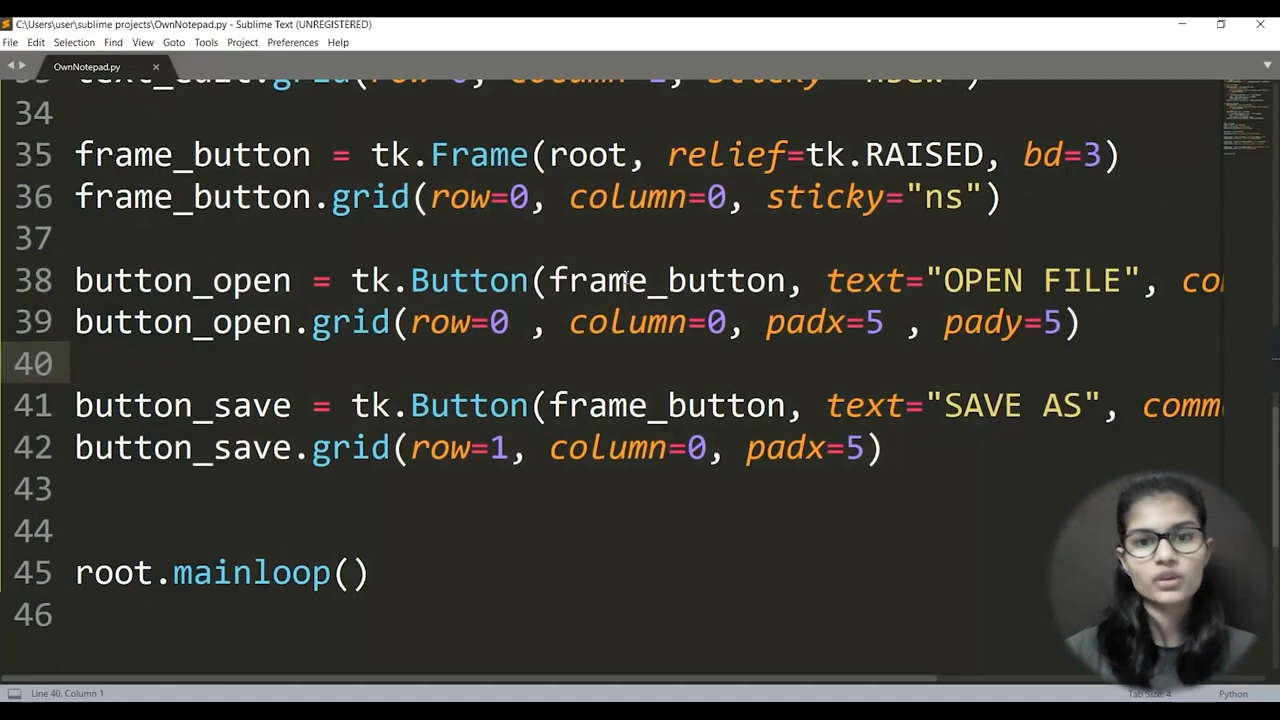 C:\Users\user\sublime projects\OwnNotepad.py - Sublime Text (UNREGISTERED)
File Edit Selection Find View Goto Tools Project Preferences Help
OwnNotepad.py
34
35 frame_button = tk.Frame(root, relief=tk.RAISED, bd=3)
36 frame_button.grid(row=0, column=0, sticky="ns")
37
38 button_open = tk.Button(frame_button, text="OPEN FILE",
39 button_open.grid(row=0 , column=0, padx=5 , pady=5)
40
41 button_save = tk.Button(frame_button, text="SAVE AS",
42 button_save.grid(row=1, column=0, padx=5)
43
44
45 root.mainloop()
46
Line 40, Column 1 Tab Size: 4 Python